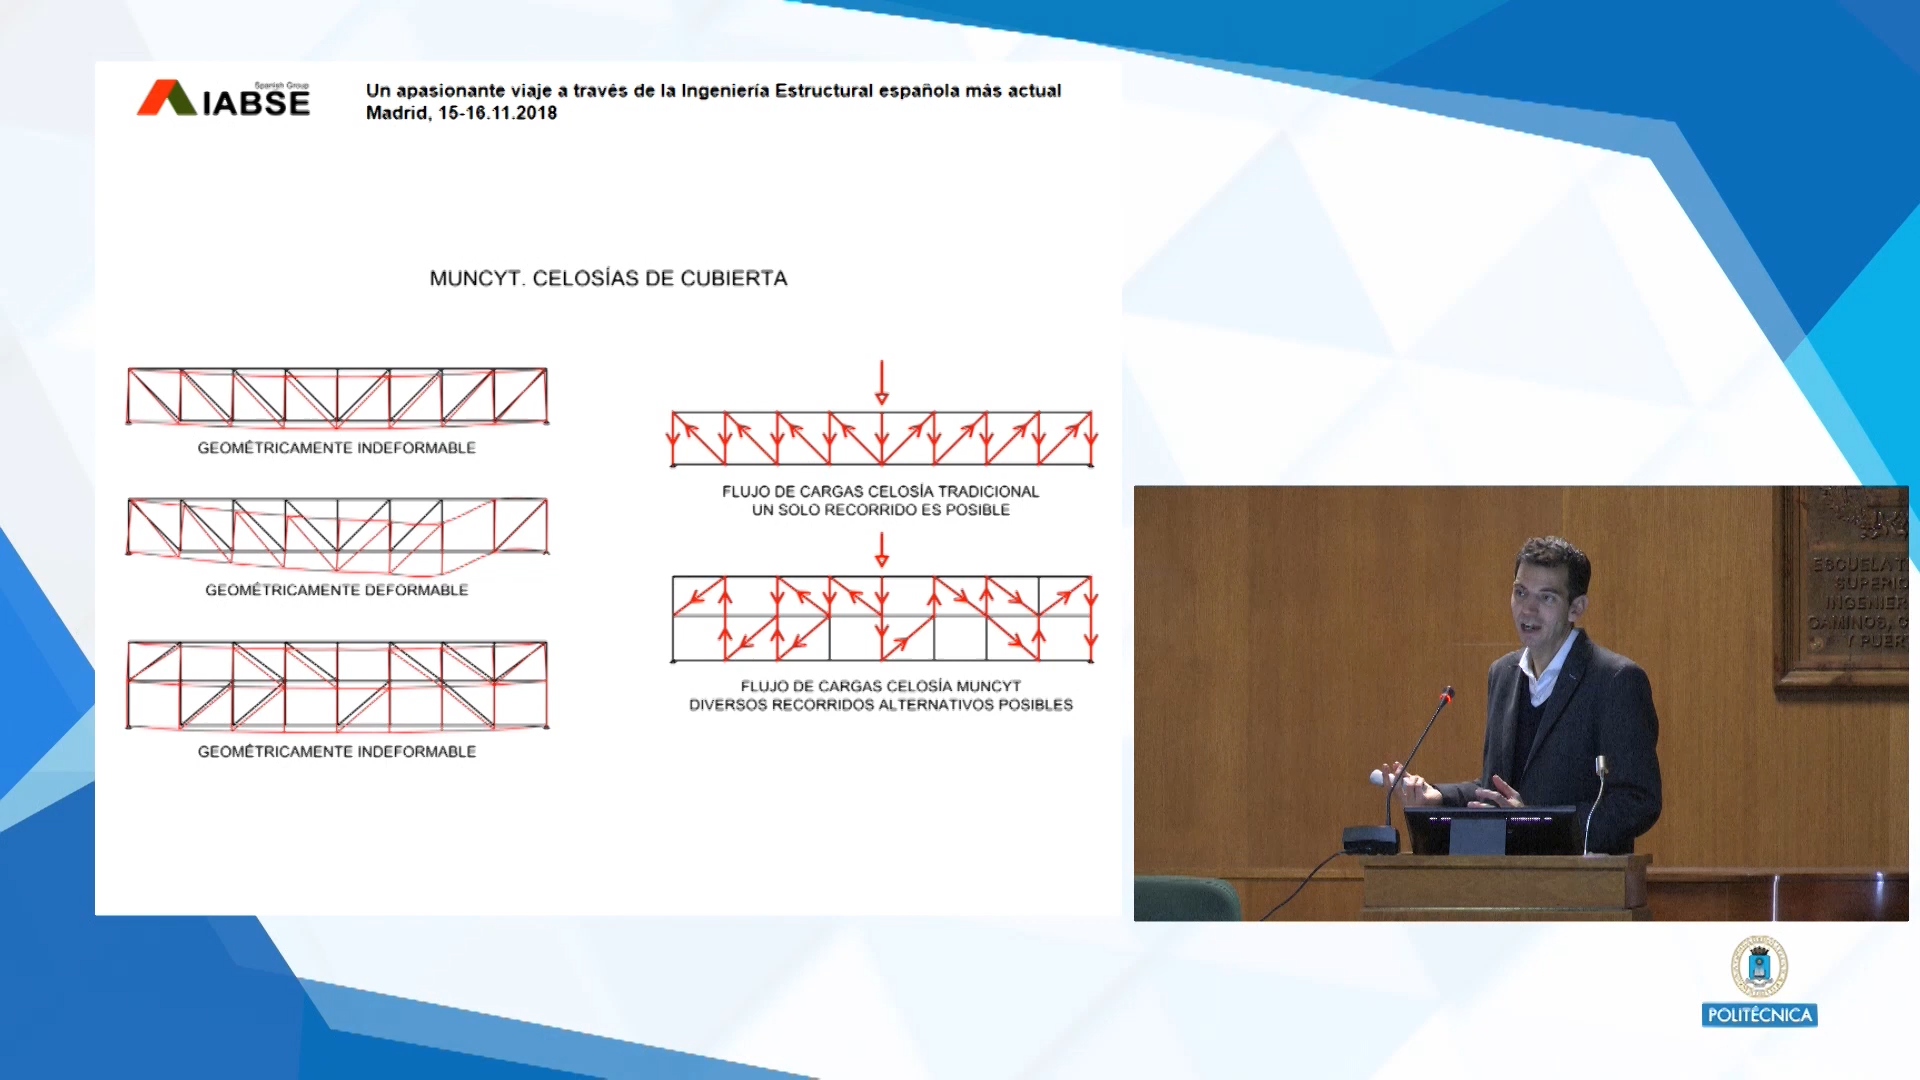 Spanish Group
IABSE
Un apasionante viaje a través de la Ingeniería Estructural española más actual
Madrid, 15-16.11.2018
MUNCYT. CELOSÍAS DE CUBIERTA
GEOMÉTRICAMENTE INDEFORMABLE
GEOMÉTRICAMENTE DEFORMABLE
GEOMÉTRICAMENTE INDEFORMABLE
FLUJO DE CARGAS CELOSÍA TRADICIONAL
UN SOLO RECORRIDO ES POSIBLE
FLUJO DE CARGAS CELOSÍA MUNCYT
DIVERSOS RECORRIDOS ALTERNATIVOS POSIBLES
ESCUELA T
SUPERIO
INGENIER
CAMINOS, C
Y PUER
POLITÉCNICA